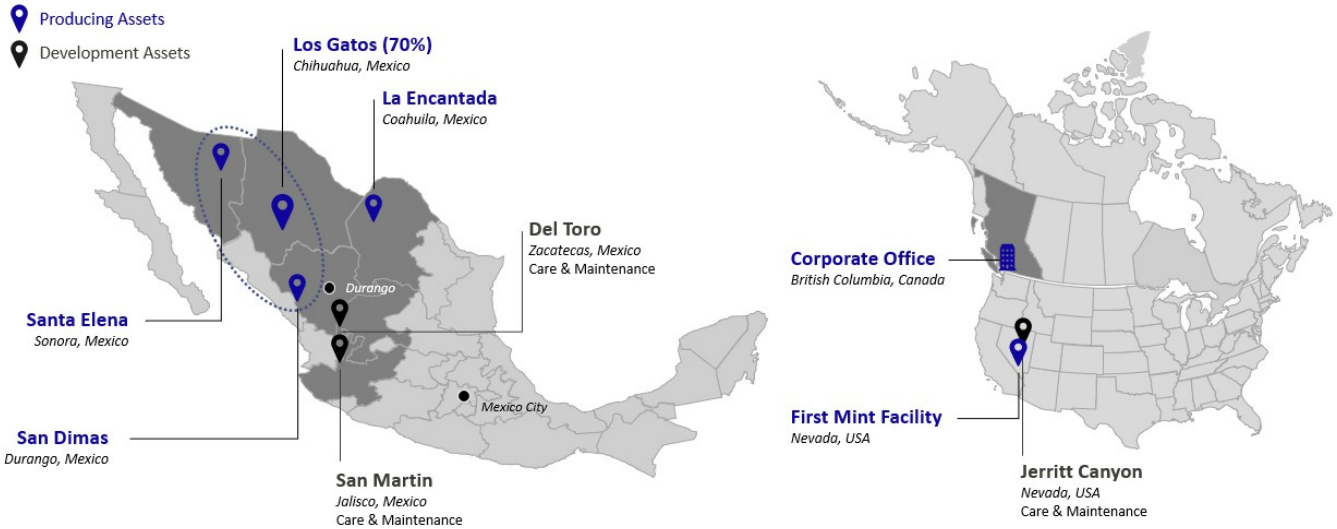 Producing Assets
Development Assets
Los Gatos (70%)
Chihuahua, Mexico
La Encantada
Coahuila, Mexico
Del Toro
Zacatecas, Mexico
Care & Maintenance
Durango
Santa Elena
Sonora, Mexico
Mexico City
San Dimas
Durango, Mexico
San Martin
Jalisco, Mexico
Care & Maintenance
Corporate Office
British Columbia, Canada
First Mint Facility
Nevada, USA
Jerritt Canyon
Nevada, USA
Care & Maintenance